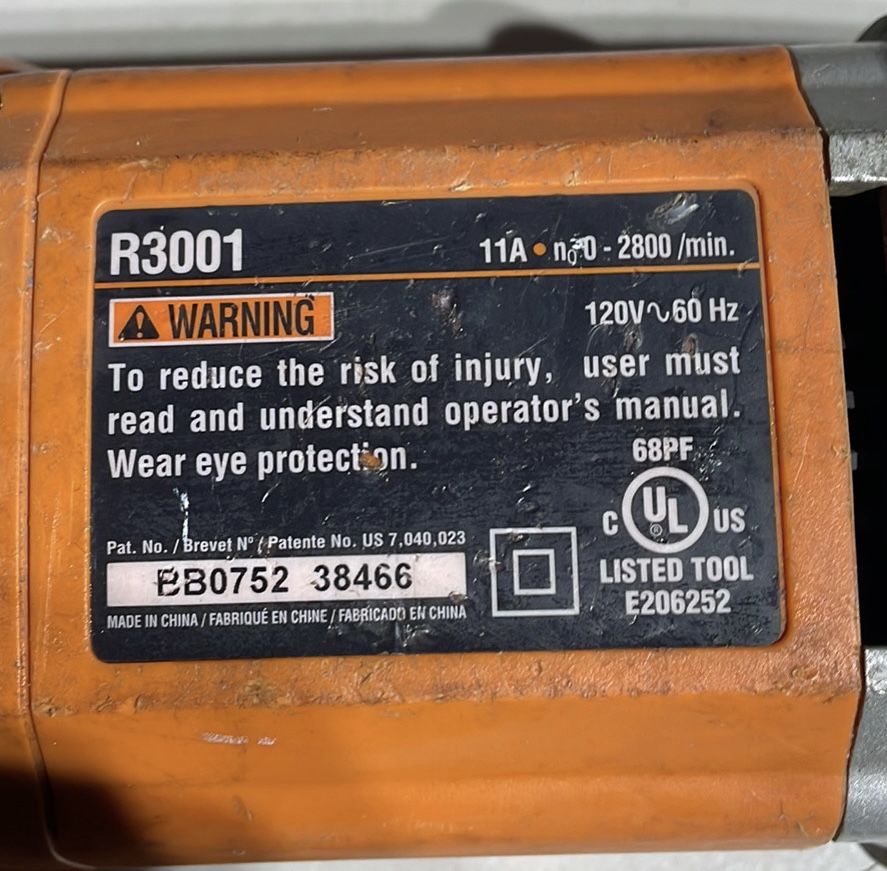 R3001
11A • n₀ 0 - 2800 /min.
⚠ WARNING
120V~60 Hz
To reduce the risk of injury, user must
read and understand operator's manual.
Wear eye protection.
68PF
C UL ® US
LISTED TOOL
E206252
Pat. No. / Brevet N° / Patente No. US 7,040,023
BB0752 38466
MADE IN CHINA / FABRIQUÉ EN CHINE / FABRICADO EN CHINA